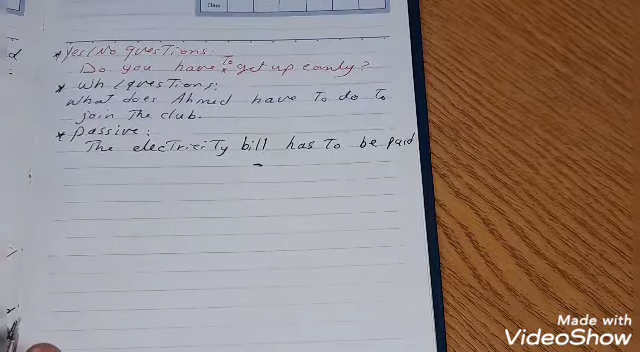 Class
* Yes/No questions:
Do you have To get up early?
* Wh/questions:
What does Ahmed have To do To
join The club.
* passive:
The electricity bill has To be paid
Made with
VideoShow